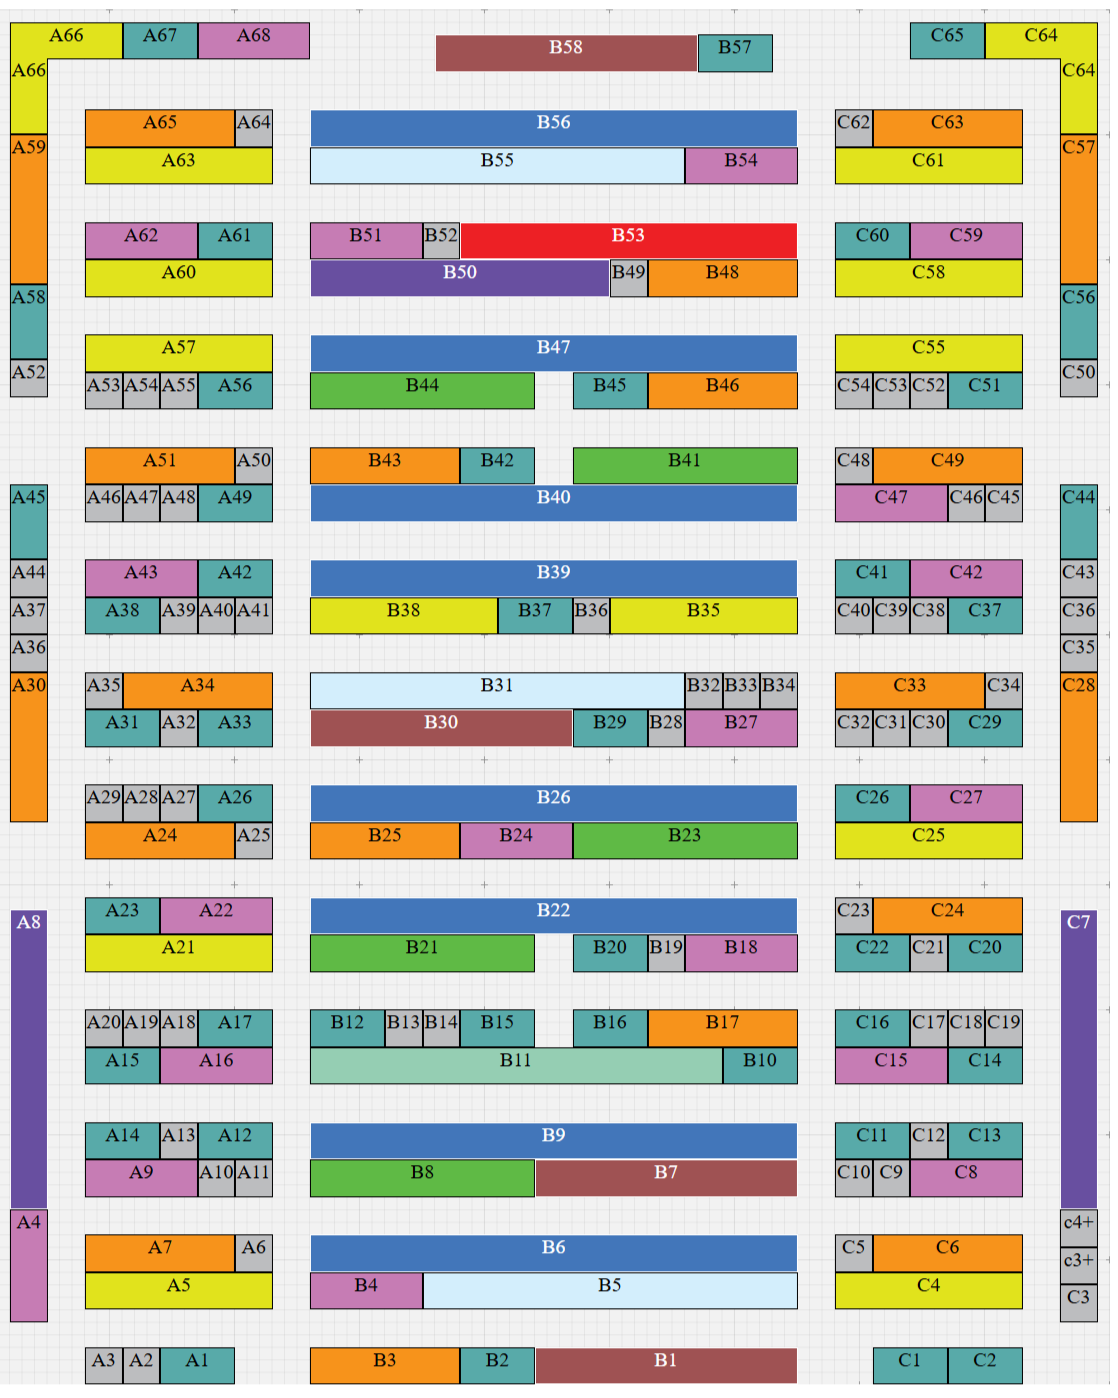 A66 A67 A68 B58 B57 C65 C64
A66 C64
A59 A65 A64 B56 C62 C63 C57
A63 B55 B54 C61
A62 A61 B51 B52 B53 C60 C59
A60 B50 B49 B48 C58
A58 C56
A57 B47 C55
A52 A53 A54 A55 A56 B44 B45 B46 C54 C53 C52 C51 C50
A51 A50 B43 B42 B41 C48 C49
A45 A46 A47 A48 A49 B40 C47 C46 C45 C44
A44 A43 A42 B39 C41 C42 C43
A37 A38 A39 A40 A41 B38 B37 B36 B35 C40 C39 C38 C37 C36
A36 C35
A30 A35 A34 B31 B32 B33 B34 C33 C34 C28
A31 A32 A33 B30 B29 B28 B27 C32 C31 C30 C29
A29 A28 A27 A26 B26 C26 C27
A24 A25 B25 B24 B23 C25
A8 A23 A22 B22 C23 C24 C7
A21 B21 B20 B19 B18 C22 C21 C20
A20 A19 A18 A17 B12 B13 B14 B15 B16 B17 C16 C17 C18 C19
A15 A16 B11 B10 C15 C14
A14 A13 A12 B9 C11 C12 C13
A9 A10 A11 B8 B7 C10 C9 C8
A4 c4+
A7 A6 B6 C5 C6 c3+
A5 B4 B5 C4 C3
A3 A2 A1 B3 B2 B1 C1 C2